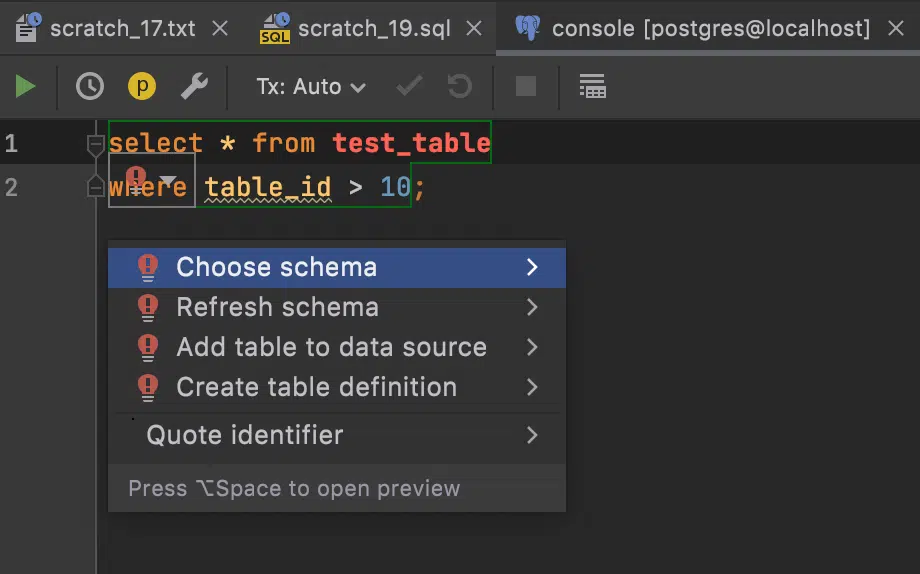 scratch_17.txt scratch_19.sql console [postgres@localhost]
SQL
p Tx: Auto
1 select * from test_table
2 where table_id > 10;
Choose schema
Refresh schema
Add table to data source
Create table definition
Quote identifier
Press ⌥Space to open preview